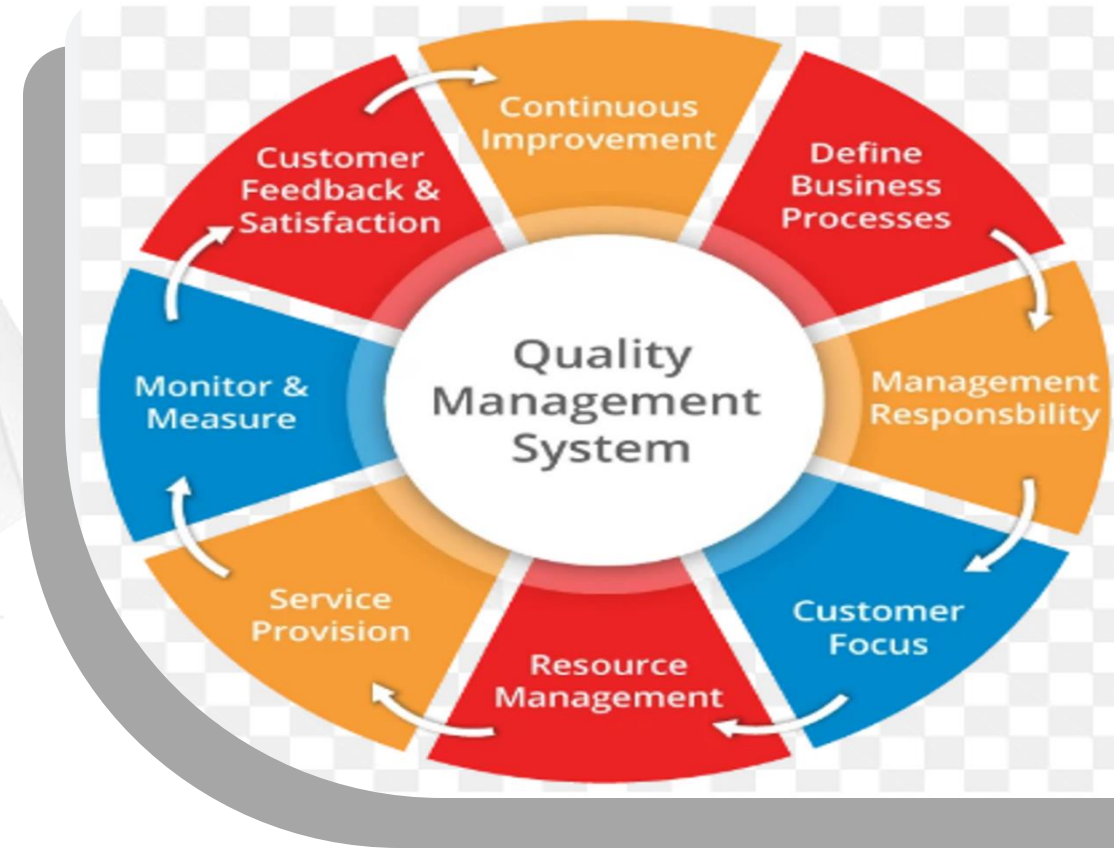 Continuous
Improvement
Define
Business
Processes
Management
Responsbility
Customer
Focus
Resource
Management
Service
Provision
Monitor &
Measure
Customer
Feedback &
Satisfaction
Quality
Management
System